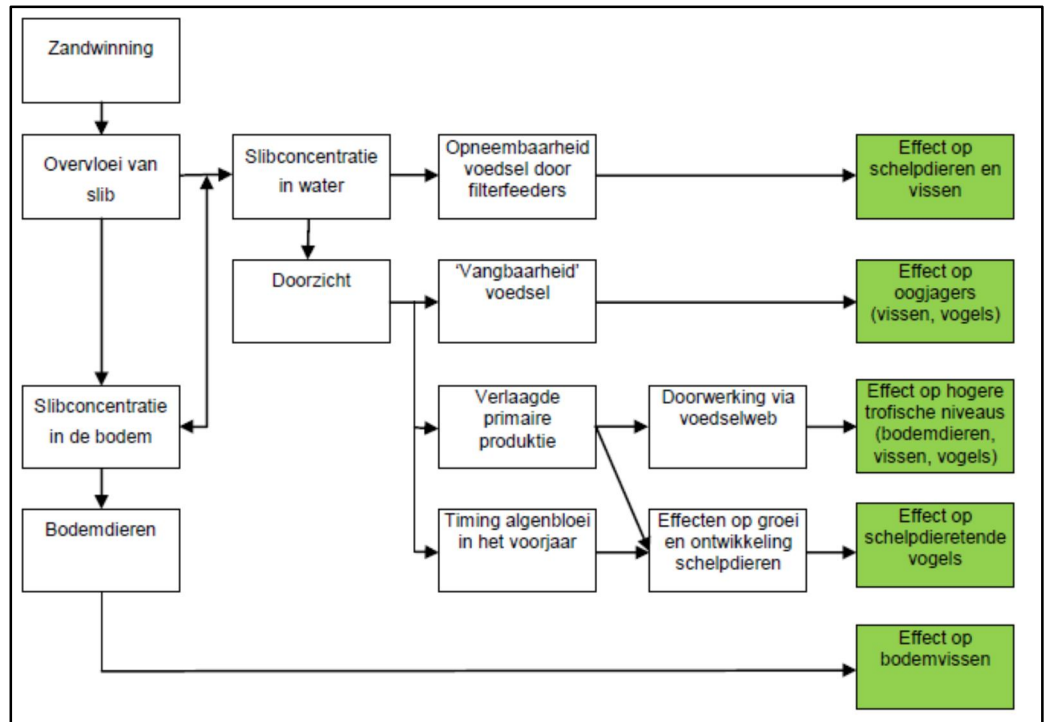 Zandwinning
Overvloei van
slib
Slibconcentratie
in water
Opneembaarheid
voedsel door
filterfeeders
Effect op
schelpdieren en
vissen
Doorzicht
‘Vangbaarheid’
voedsel
Effect op
oogjagers
(vissen, vogels)
Slibconcentratie
in de bodem
Verlaagde
primaire
produktie
Doorwerking via
voedselweb
Effect op hogere
trofische niveaus
(bodemdieren,
vissen, vogels)
Bodemdieren
Timing algenbloei
in het voorjaar
Effecten op groei
en ontwikkeling
schelpdieren
Effect op
schelpdieretende
vogels
Effect op
bodemvissen